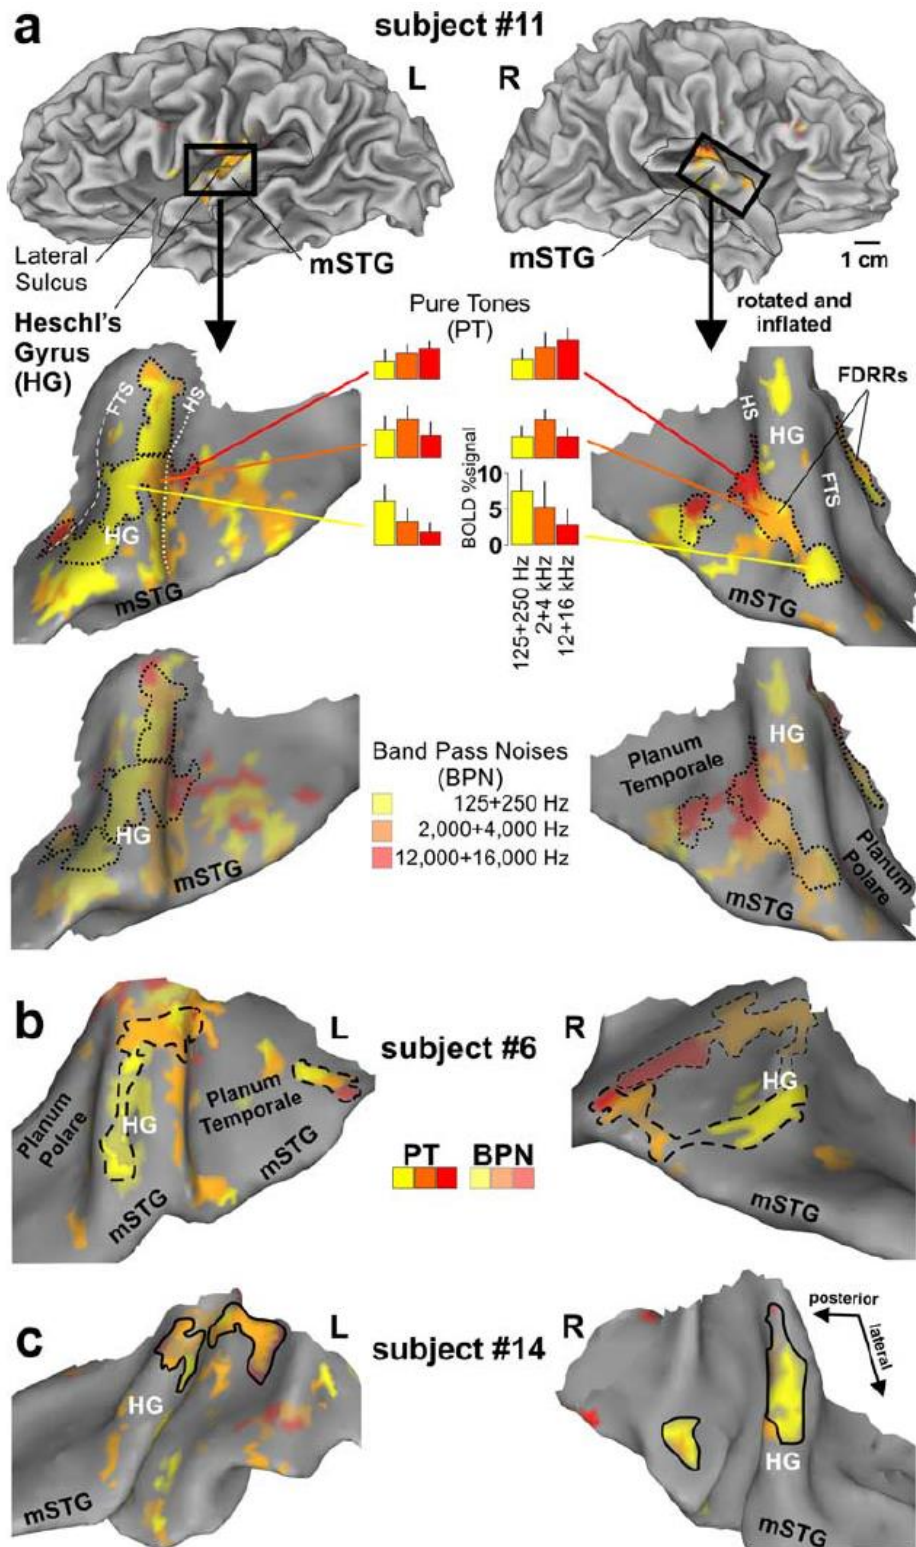 a
subject #11
L
R
Lateral
Sulcus
mSTG
mSTG
1 cm
Heschl's
Gyrus
(HG)
Pure Tones
(PT)
rotated and
inflated
FTS
HS
HG
mSTG
BOLD %signal
10
5
0
125+250 Hz
2+4 kHz
12+16 kHz
HS
HG
FTS
FDRRs
mSTG
HG
mSTG
Band Pass Noises
(BPN)
125+250 Hz
2,000+4,000 Hz
12,000+16,000 Hz
Planum
Temporale
HG
mSTG
Planum
Polare
b
L
R
subject #6
Planum
Polare
HG
Planum
Temporale
mSTG
mSTG
PT
BPN
HG
mSTG
c
L
R
subject #14
HG
mSTG
posterior
lateral
HG
mSTG